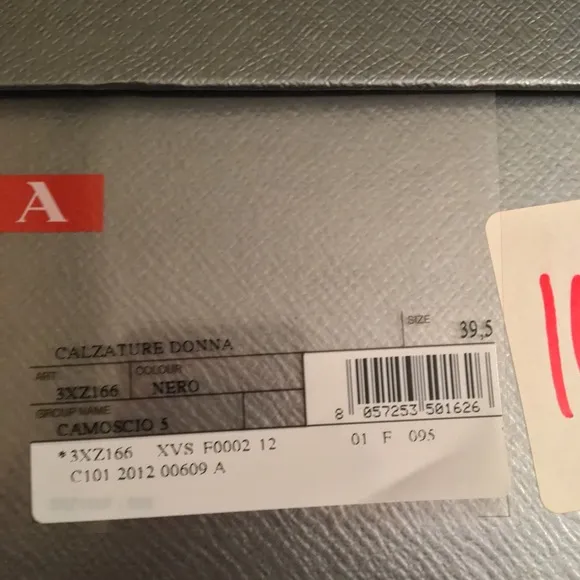 A
SIZE 39,5
CALZATURE DONNA
ART. COLOUR
3XZ166 NERO
GROUP NAME
CAMOSCIO 5
8 057253 501626
*3XZ166 XVS F0002 12 01 F 095
C101 2012 00609 A